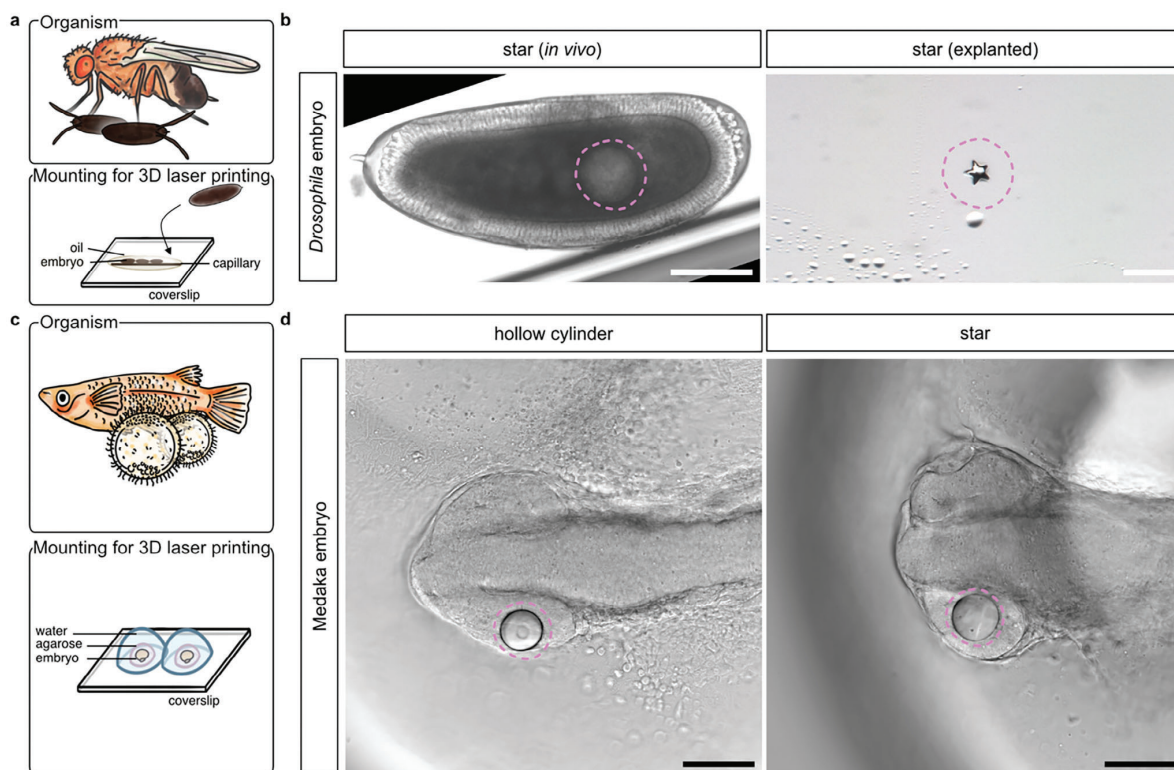 a
Organism
Mounting for 3D laser printing
oil
embryo
capillary
coverslip
b
star (in vivo)
star (explanted)
Drosophila embryo
c
Organism
Mounting for 3D laser printing
water
agarose
embryo
coverslip
d
hollow cylinder
star
Medaka embryo